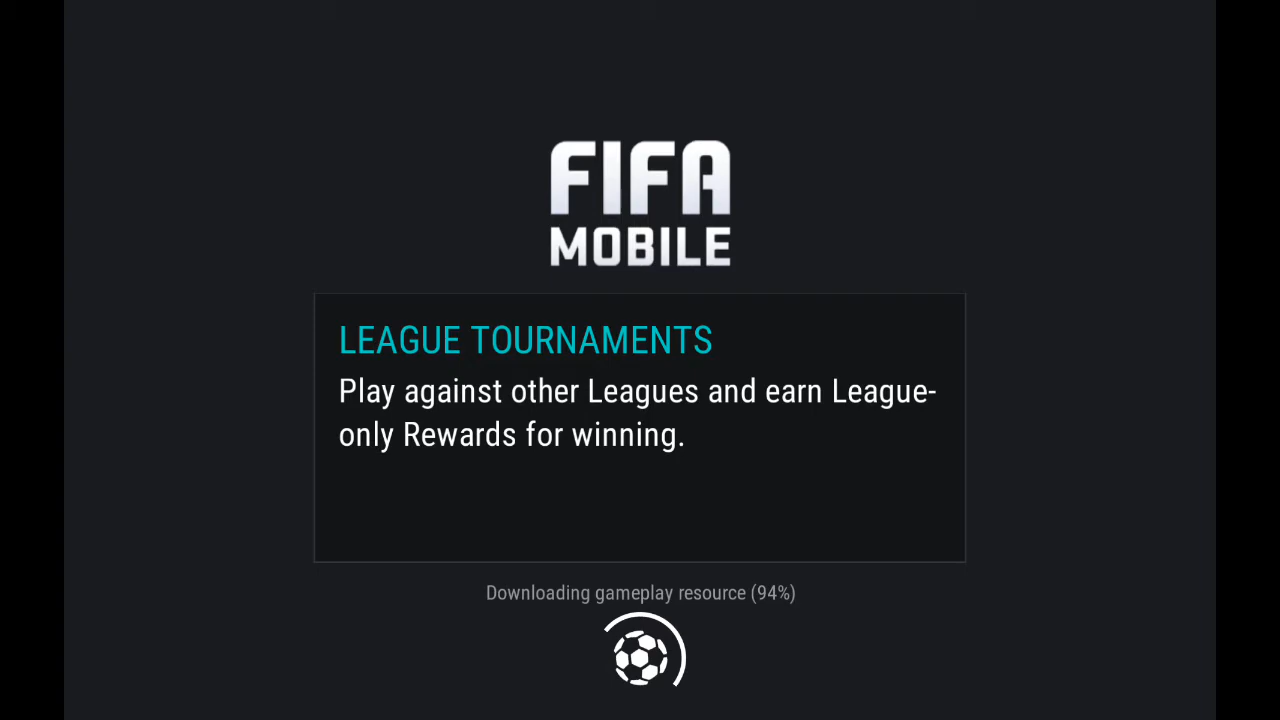 FIFA
MOBILE
LEAGUE TOURNAMENTS
Play against other Leagues and earn League-
only Rewards for winning.
Downloading gameplay resource (94%)